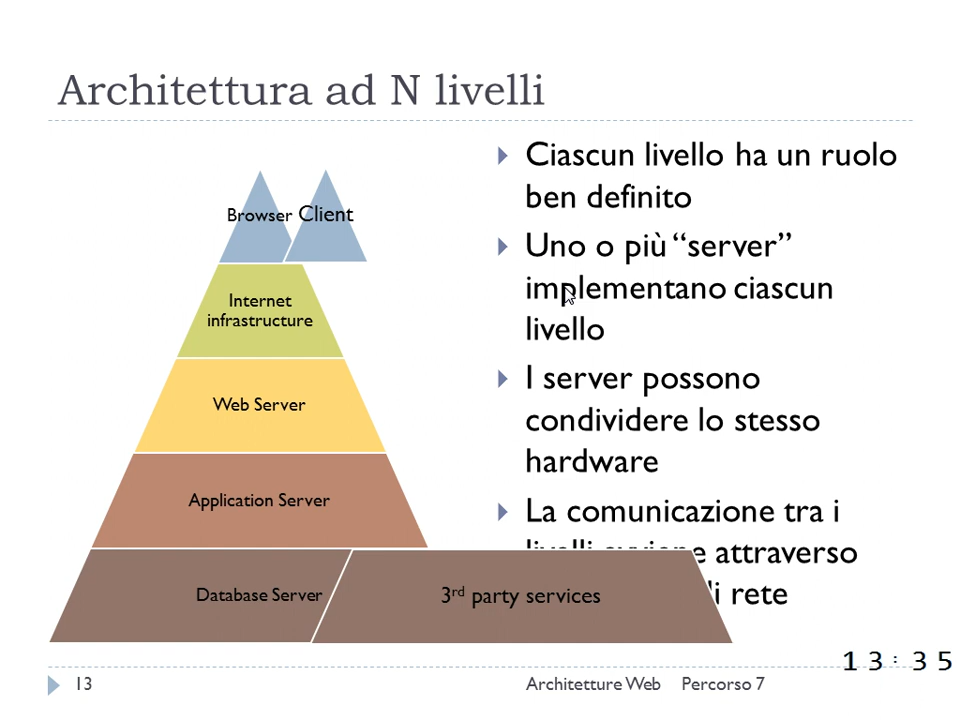 Architettura ad N livelli
Browser Client
Internet
infrastructure
Web Server
Application Server
Database Server
3rd party services
Ciascun livello ha un ruolo
ben definito
Uno o più “server”
implementano ciascun
livello
I server possono
condividere lo stesso
hardware
La comunicazione tra i
livelli avviene attraverso
rete
13:35
13
Architetture Web Percorso 7